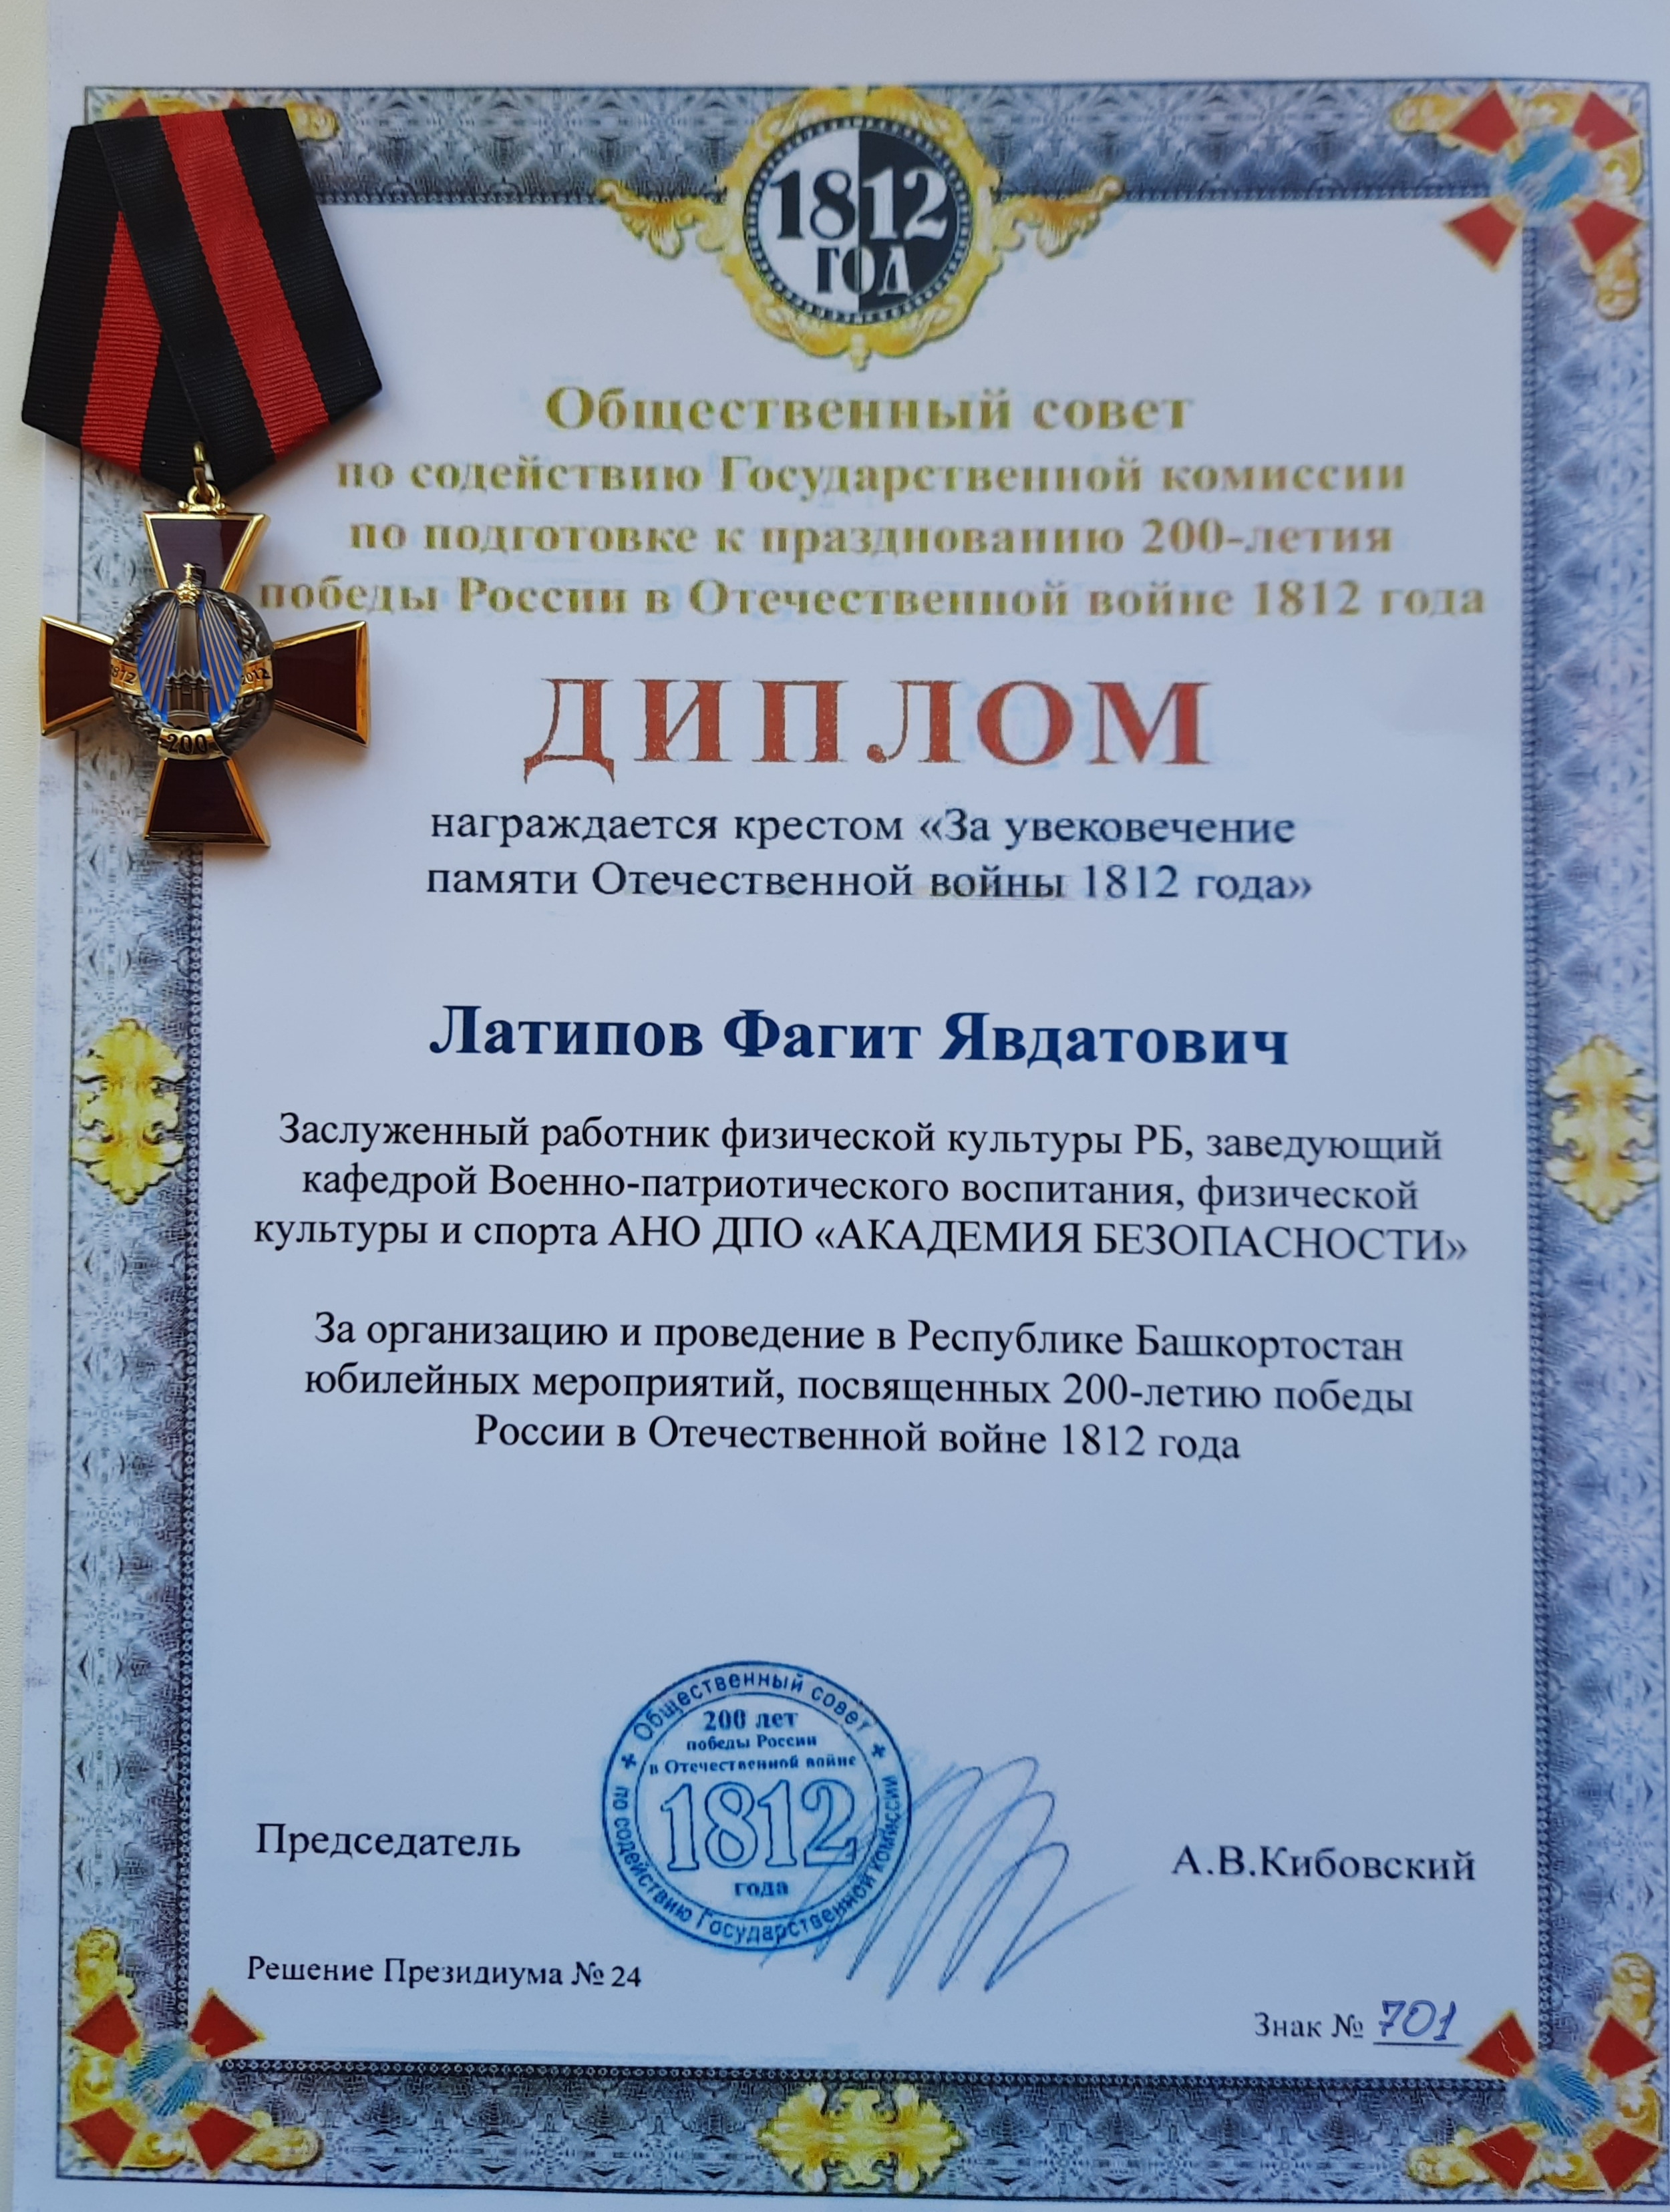 1812
ГОД
Общественный совет
по содействию Государственной комиссии
по подготовке к празднованию 200-летия
победы России в Отечественной войне 1812 года
1812
2012
200
ДИПЛОМ
награждается крестом «За увековечение
памяти Отечественной войны 1812 года»
Латипов Фагит Явдатович
Заслуженный работник физической культуры РБ, заведующий
кафедрой Военно-патриотического воспитания, физической
культуры и спорта АНО ДПО «АКАДЕМИЯ БЕЗОПАСНОСТИ»
За организацию и проведение в Республике Башкортостан
юбилейных мероприятий, посвященных 200-летию победы
России в Отечественной войне 1812 года
Общественный совет
по содействию Государственной комиссии
200 лет
победы России
в Отечественной войне
1812
года
Председатель
А.В.Кибовский
Решение Президиума № 24
Знак № 701